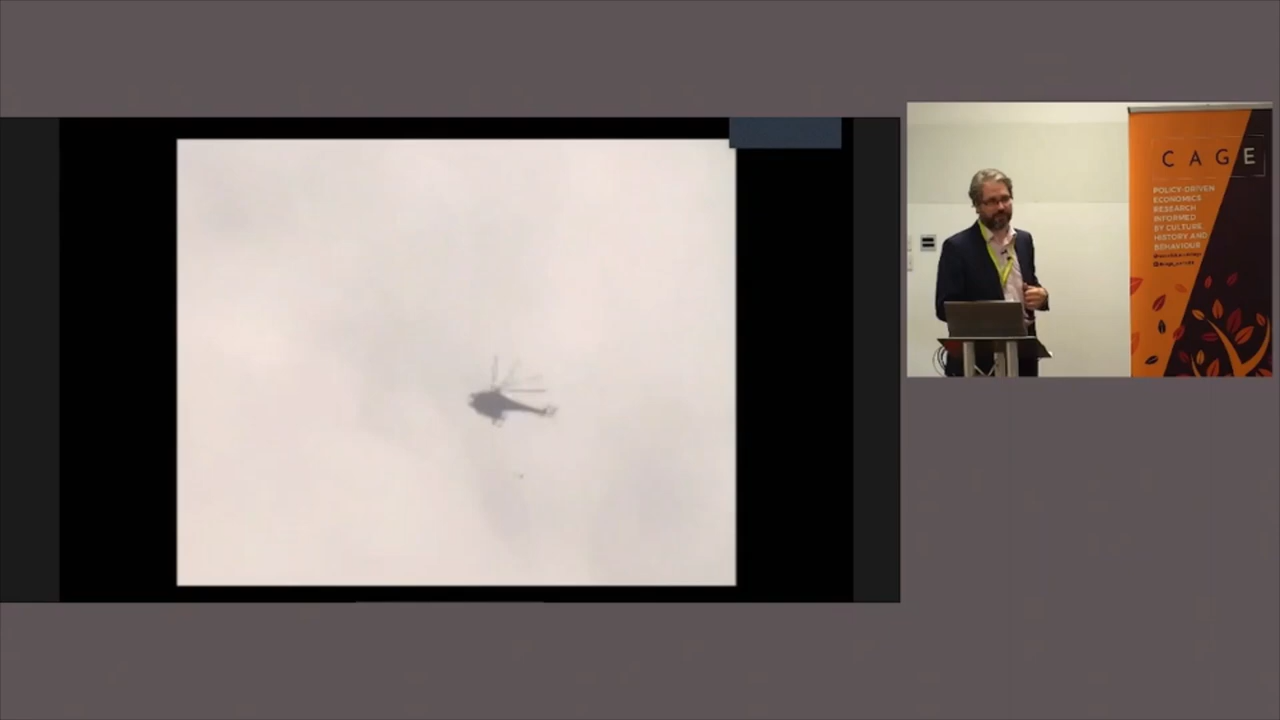 CAGE
POLICY-DRIVEN
ECONOMICS
RESEARCH
INFORMED
BY CULTURE
HISTORY AND
BEHAVIOUR